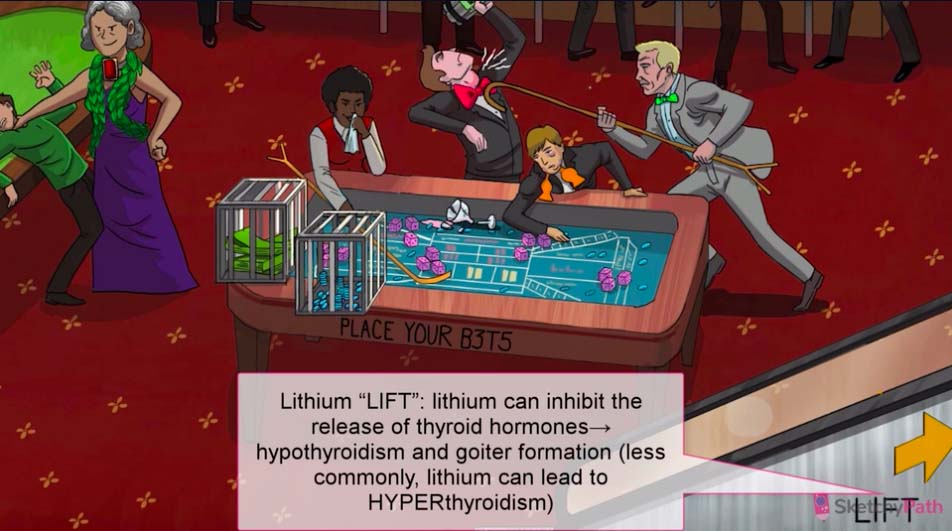 PLACE YOUR B3T5
Lithium “LIFT”: lithium can inhibit the
release of thyroid hormones→
hypothyroidism and goiter formation (less
commonly, lithium can lead to
HYPERthyroidism)
LIFT
SketchyPath